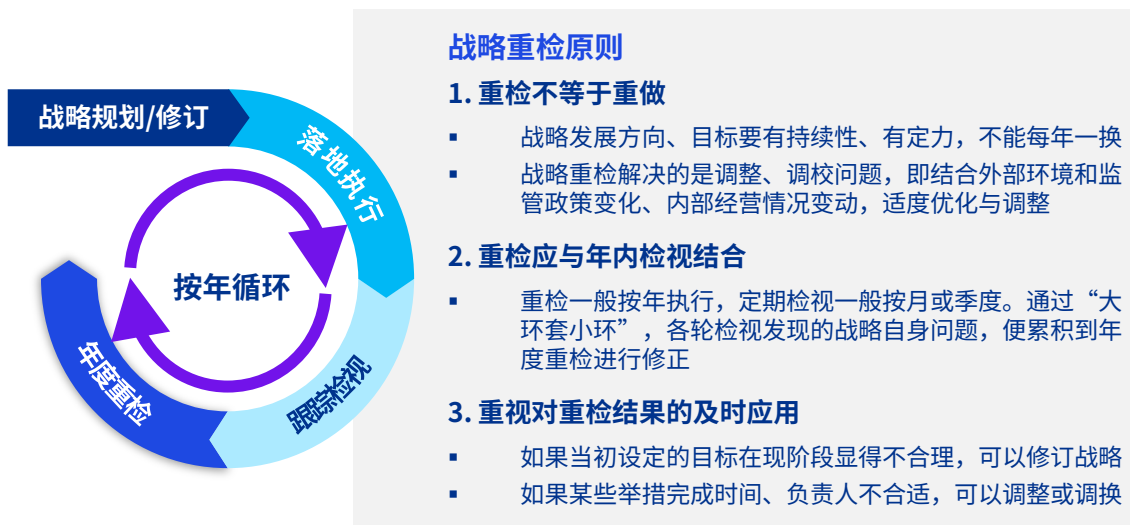 战略规划/修订
落地执行
跟踪检视
年度重检
按年循环
战略重检原则
1. 重检不等于重做
▪ 战略发展方向、目标要有持续性、有定力，不能每年一换
▪ 战略重检解决的是调整、调校问题，即结合外部环境和监
管政策变化、内部经营情况变动，适度优化与调整
2. 重检应与年内检视结合
▪ 重检一般按年执行，定期检视一般按月或季度。通过“大
环套小环”，各轮检视发现的战略自身问题，便累积到年
度重检进行修正
3. 重视对重检结果的及时应用
▪ 如果当初设定的目标在现阶段显得不合理，可以修订战略
▪ 如果某些举措完成时间、负责人不合适，可以调整或调换